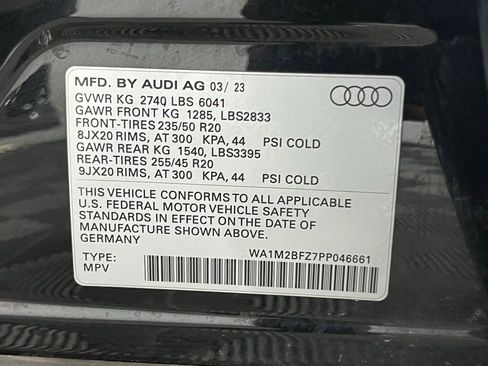 MFD. BY AUDI AG 03/ 23
GVWR KG 2740 LBS 6041
GAWR FRONT KG 1285, LBS2833
FRONT-TIRES 235/50 R20
8JX20 RIMS, AT 300 KPA, 44 PSI COLD
GAWR REAR KG 1540, LBS3395
REAR-TIRES 255/45 R20
9JX20 RIMS, AT 300 KPA, 44 PSI COLD
THIS VEHICLE CONFORMS TO ALL APPLICABLE
U.S. FEDERAL MOTOR VEHICLE SAFETY
STANDARDS IN EFFECT ON THE DATE OF
MANUFACTURE SHOWN ABOVE.
GERMANY
WA1M2BFZ7PP046661
TYPE:
MPV